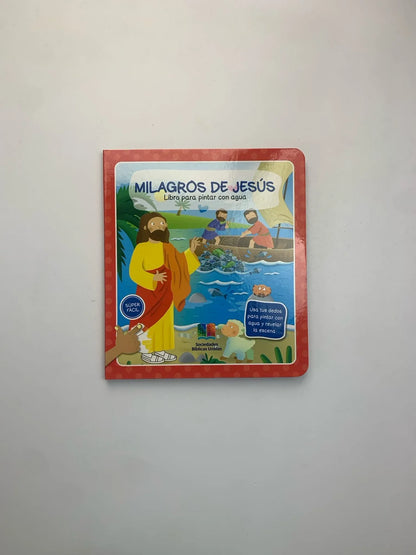 MILAGROS DE JESÚS
Libro para pintar con agua
SÚPER
FÁCIL
Usa tus dedos
para pintar con
agua y revelar
la escena
Sociedades
Bíblicas Unidas